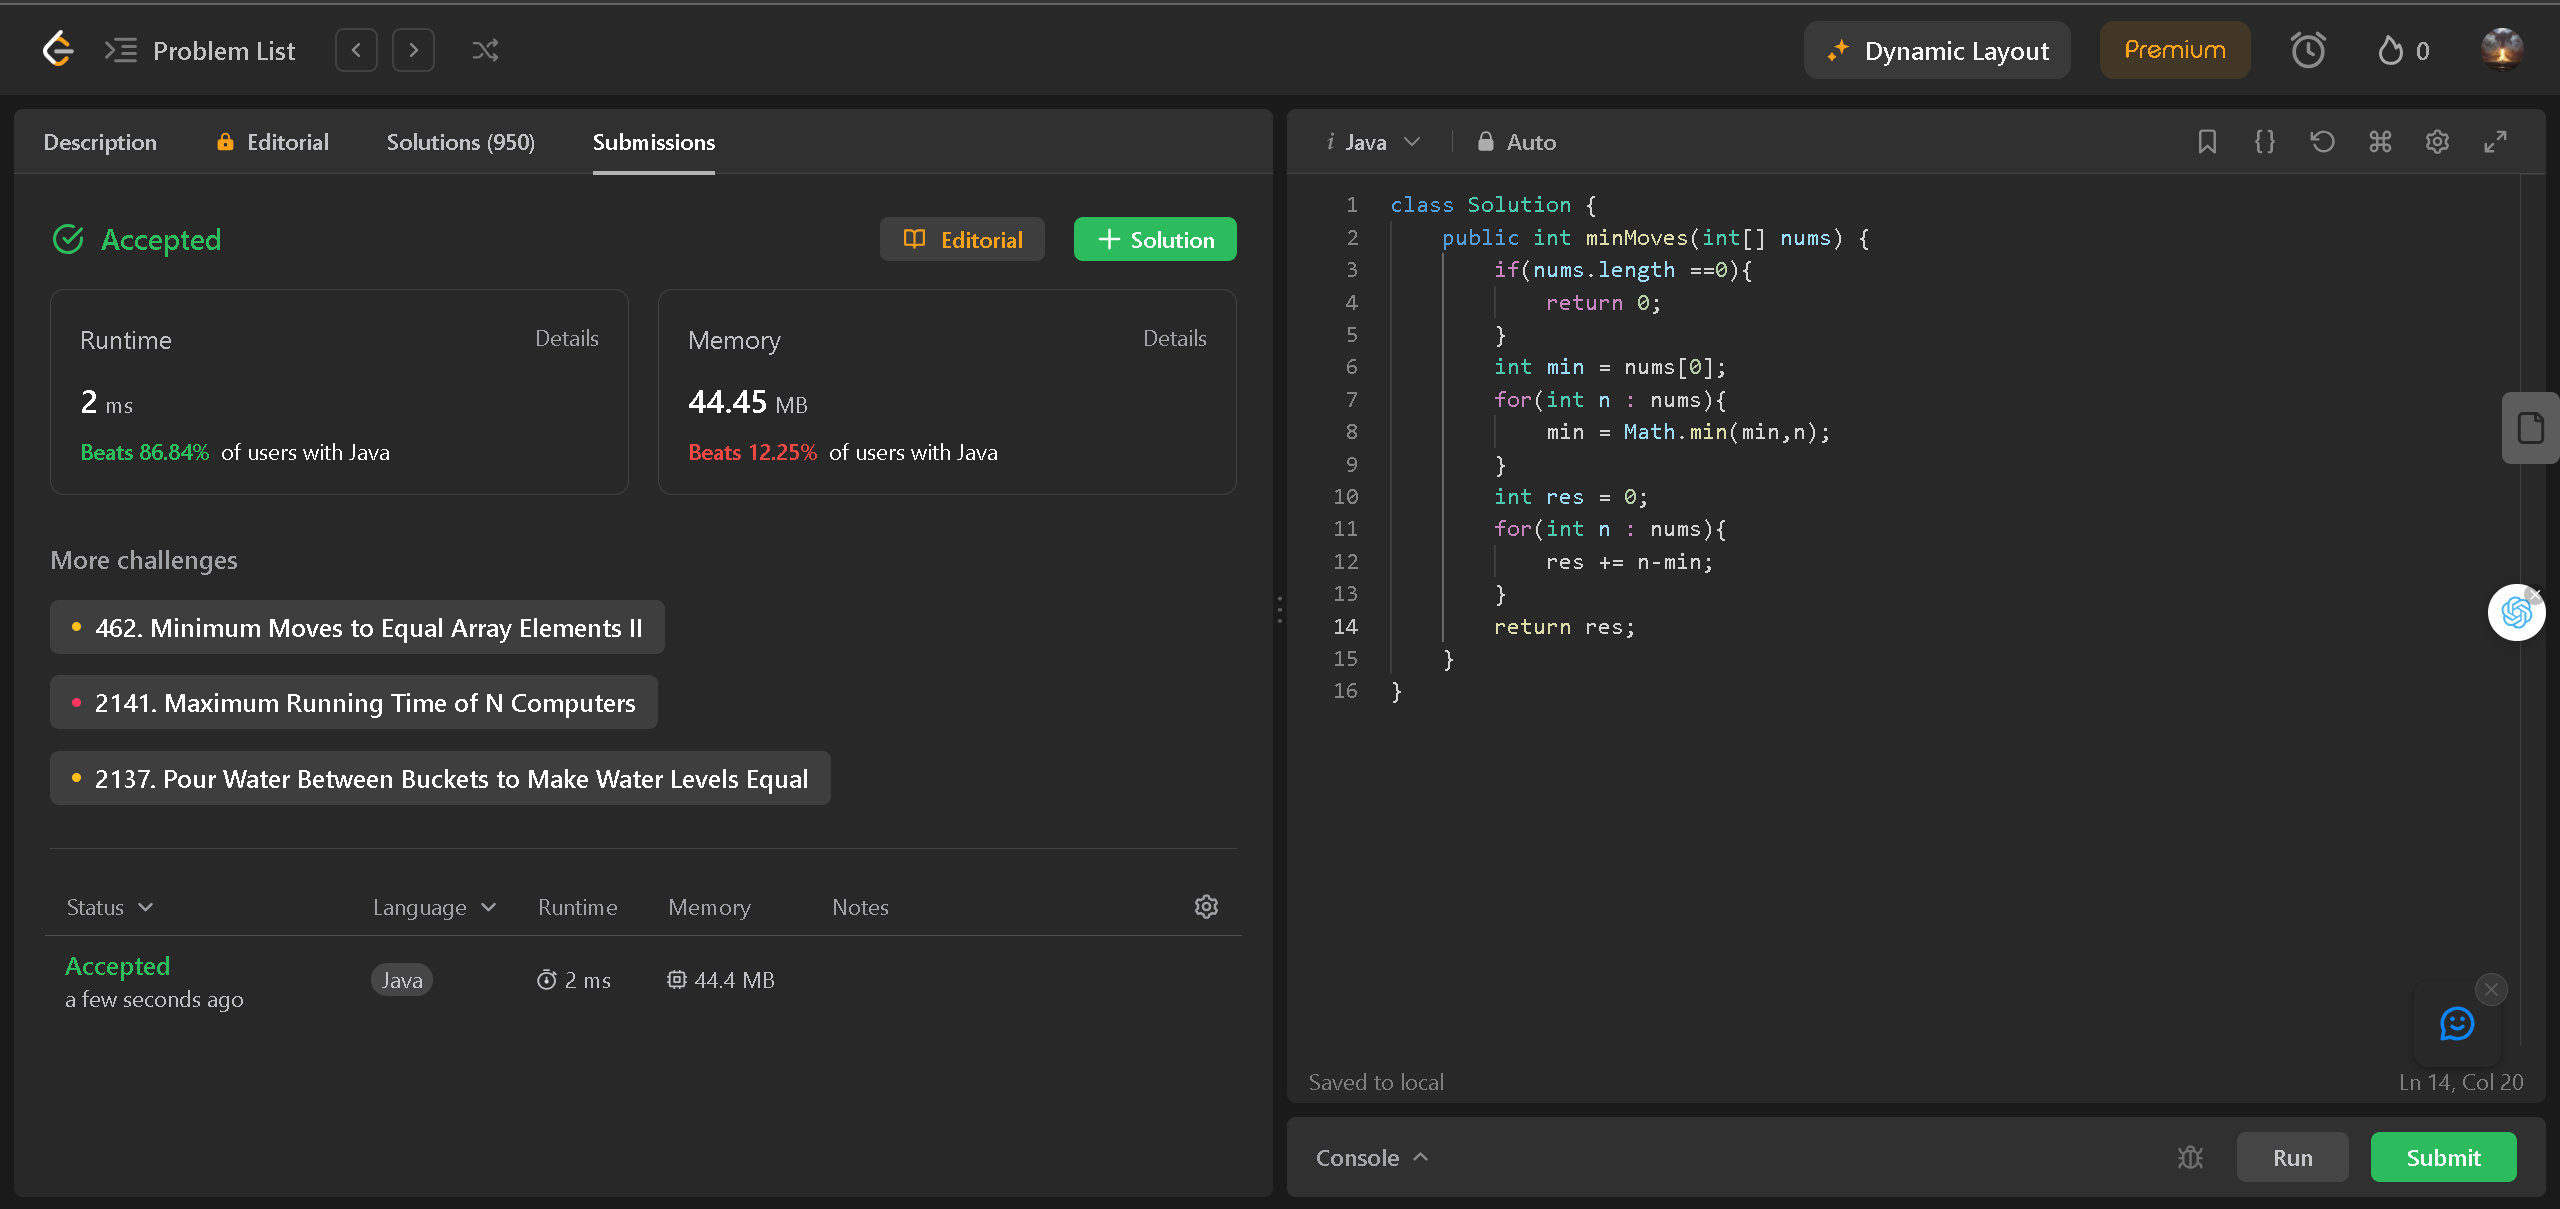 Problem List
Dynamic Layout
Premium
0
Description
Editorial
Solutions (950)
Submissions
Accepted
Editorial
Solution
Runtime
Details
2 ms
Beats 86.84% of users with Java
Memory
Details
44.45 MB
Beats 12.25% of users with Java
More challenges
462. Minimum Moves to Equal Array Elements II
2141. Maximum Running Time of N Computers
2137. Pour Water Between Buckets to Make Water Levels Equal
Status Language Runtime Memory Notes
Accepted
a few seconds ago
Java
2 ms
44.4 MB
i Java
Auto
1 class Solution {
2 public int minMoves(int[] nums) {
3 if(nums.length ==0){
4 return 0;
5 }
6 int min = nums[0];
7 for(int n : nums){
8 min = Math.min(min,n);
9 }
10 int res = 0;
11 for(int n : nums){
12 res += n-min;
13 }
14 return res;
15 }
16 }
Saved to local
Ln 14, Col 20
Console
Run
Submit